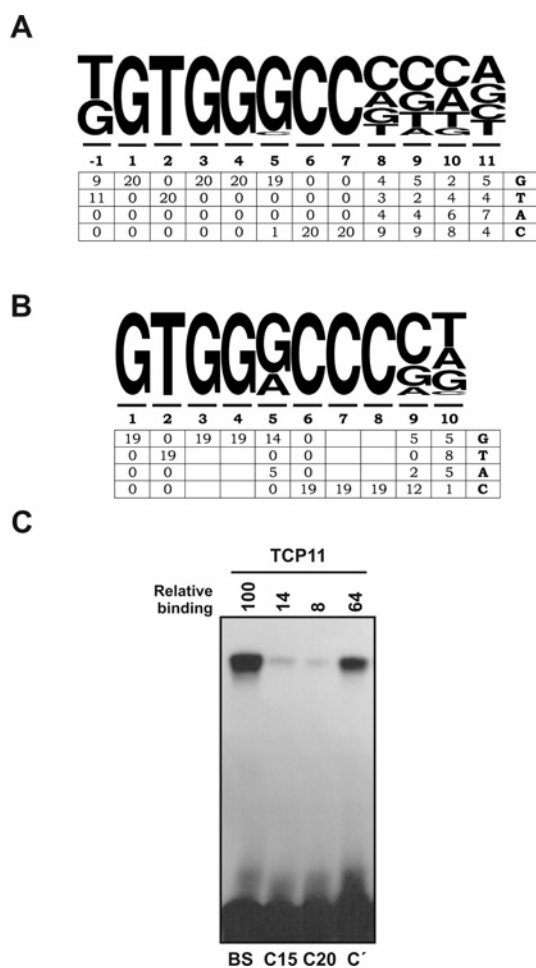 A
TGTGGGCCCCCA
G C AGAG
GTTC
TAGT
-1 1 2 3 4 5 6 7 8 9 10 11
9 20 0 20 20 19 0 0 4 5 2 5 G
11 0 20 0 0 0 0 0 3 2 4 4 T
0 0 0 0 0 0 0 0 4 4 6 7 A
0 0 0 0 0 1 20 20 9 9 8 4 C
B
GTGGGCCCCT
A GA
AG
C
1 2 3 4 5 6 7 8 9 10
19 0 19 19 14 0 5 5 G
0 19 0 0 0 8 T
0 0 5 0 2 5 A
0 0 0 19 19 19 12 1 C
C
TCP11
Relative binding 100 14 8 64
BS C15 C20 C´